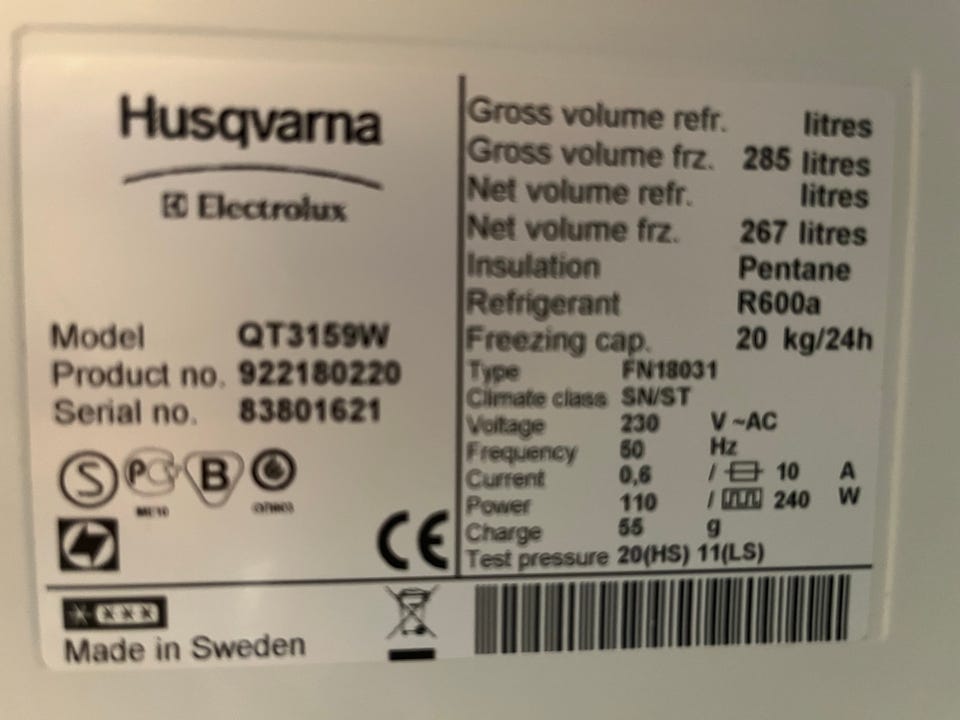 Husqvarna
Electrolux
Model QT3159W
Product no. 922180220
Serial no. 83801621
S
B
CE
Made in Sweden
Gross volume refr. litres
Gross volume frz. 285 litres
Net volume refr. litres
Net volume frz. 267 litres
Insulation Pentane
Refrigerant R600a
Freezing cap. 20 kg/24h
Type FN18031
Climate class SN/ST
Voltage 230 V ~AC
Frequency 50 Hz
Current 0,6 / 10 A
Power 110 / 240 W
Charge 55 g
Test pressure 20(HS) 11(LS)